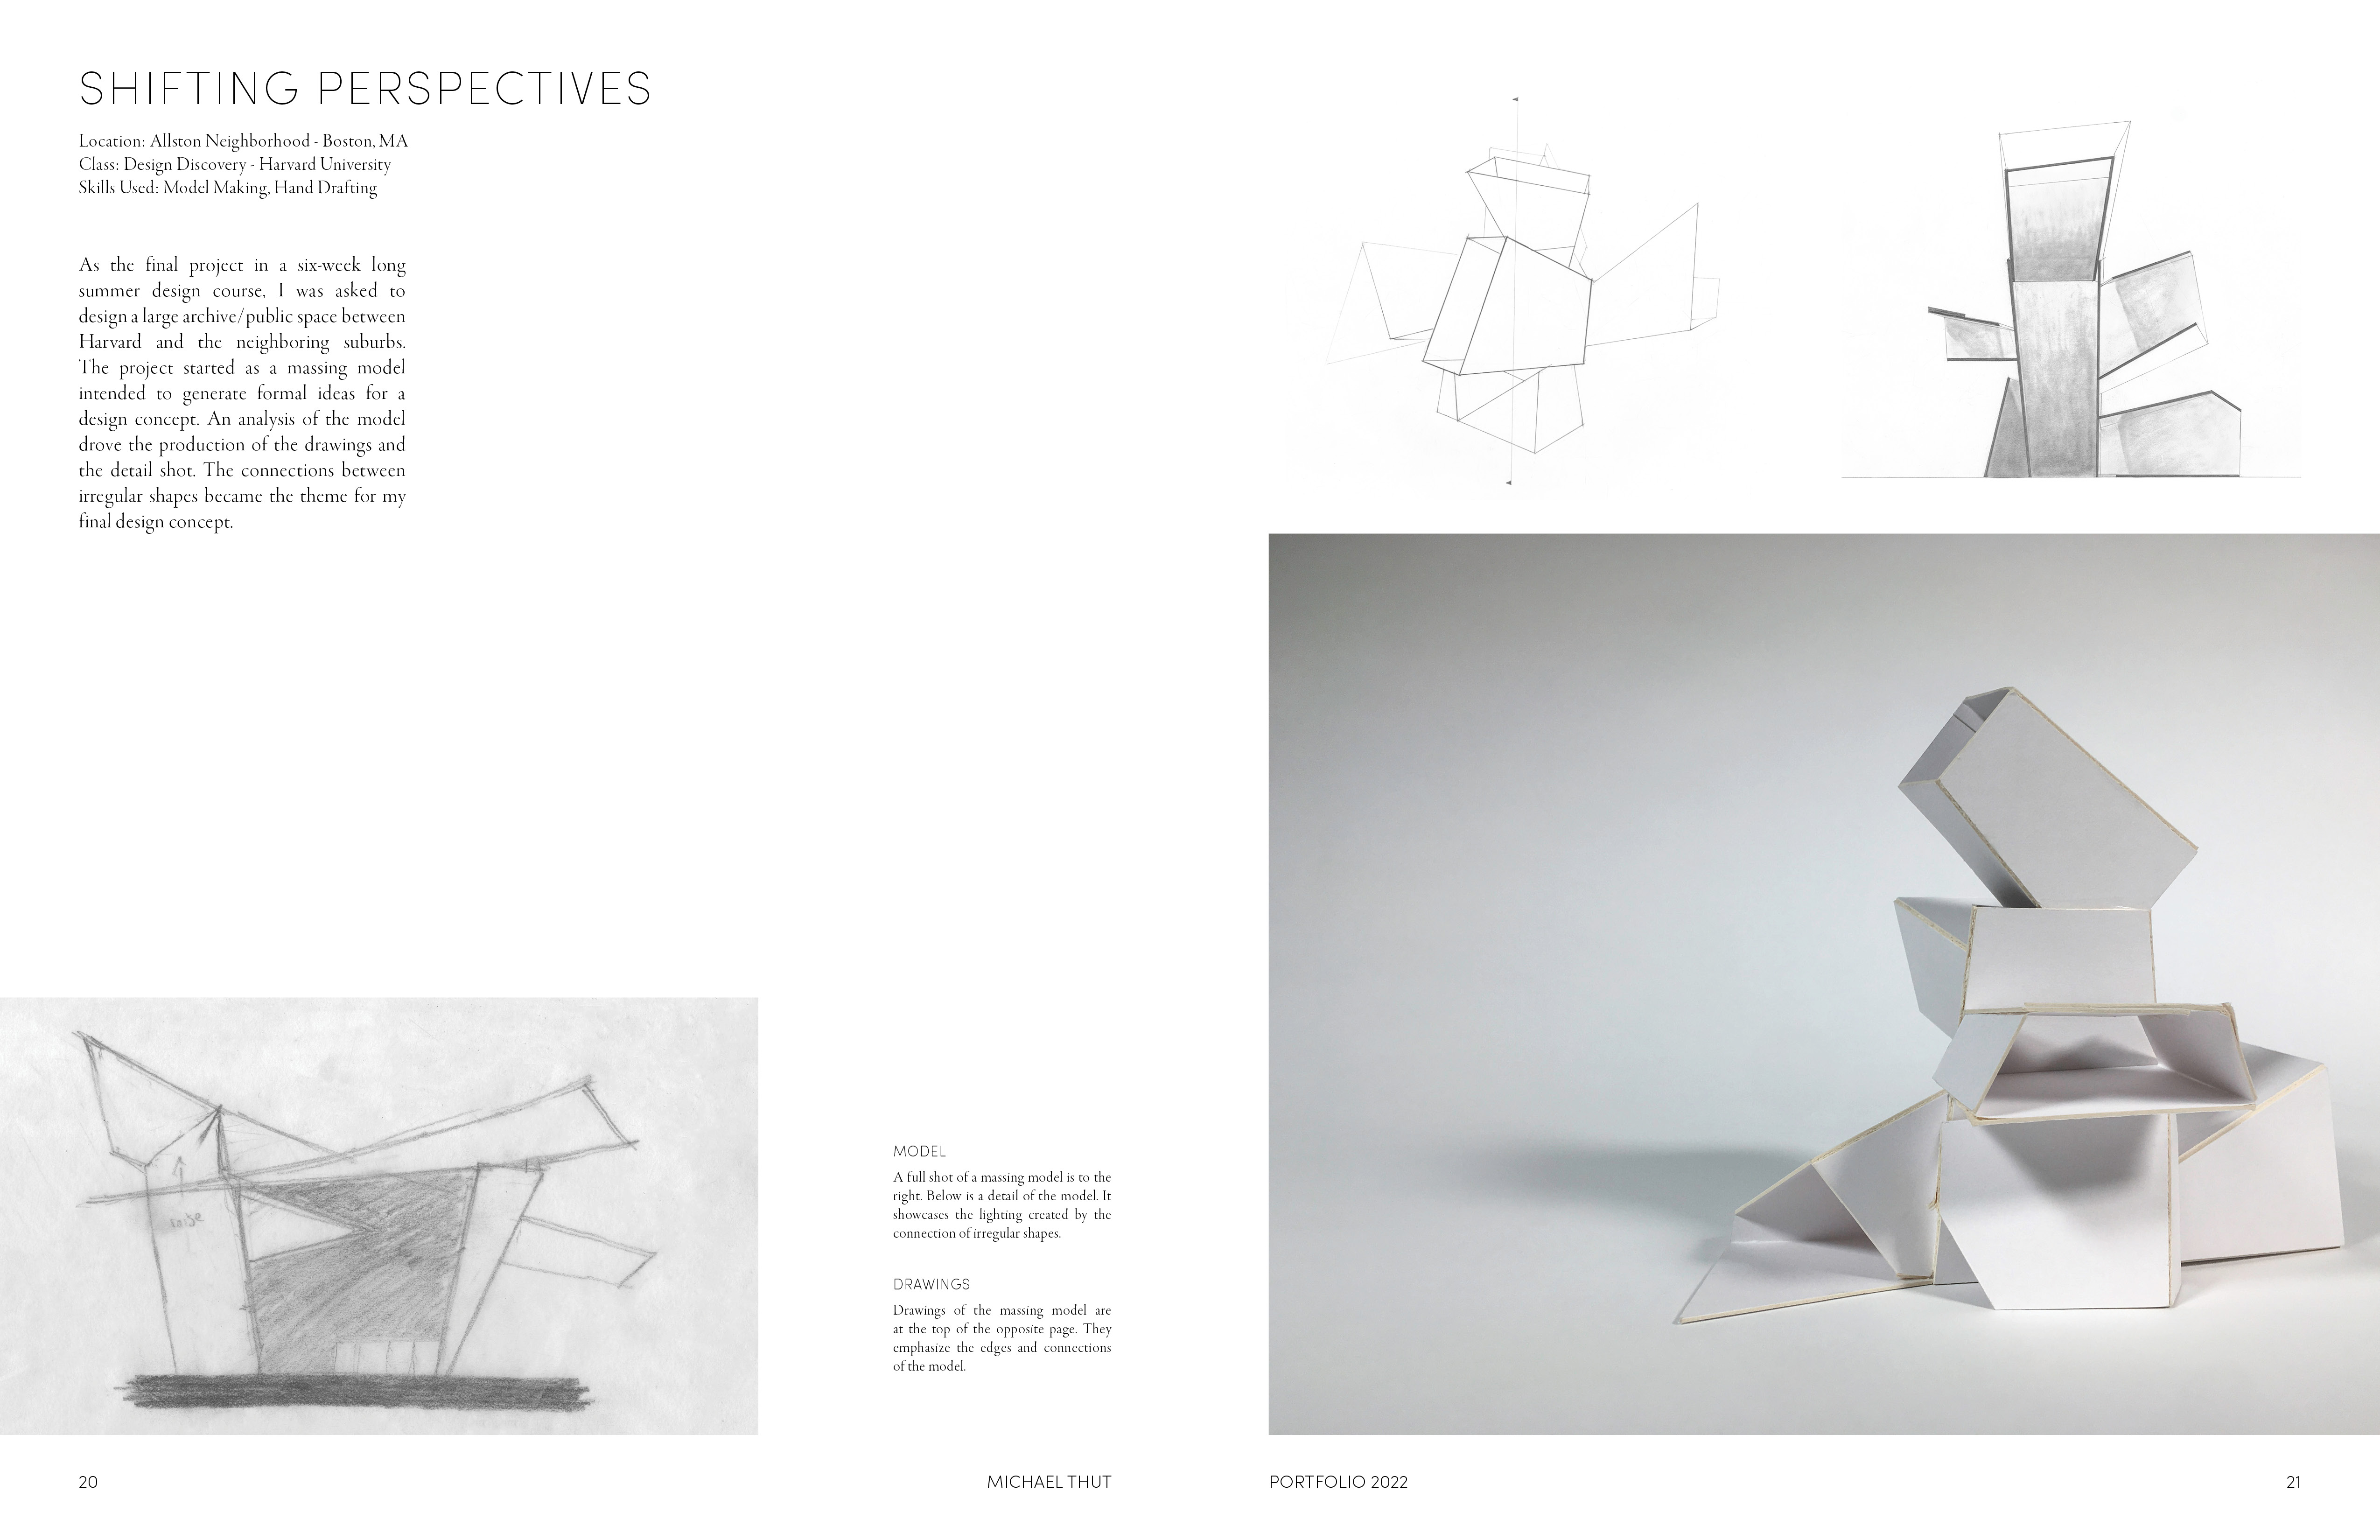 SHIFTING PERSPECTIVES
Location: Allston Neighborhood - Boston, MA
Class: Design Discovery - Harvard University
Skills Used: Model Making, Hand Drafting
As the final project in a six-week long
summer design course, I was asked to
design a large archive/public space between
Harvard and the neighboring suburbs.
The project started as a massing model
intended to generate formal ideas for a
design concept. An analysis of the model
drove the production of the drawings and
the detail shot. The connections between
irregular shapes became the theme for my
final design concept.
MODEL
A full shot of a massing model is to the
right. Below is a detail of the model. It
showcases the lighting created by the
connection of irregular shapes.
DRAWINGS
Drawings of the massing model are
at the top of the opposite page. They
emphasize the edges and connections
of the model.
20
MICHAEL THUT
PORTFOLIO 2022
21